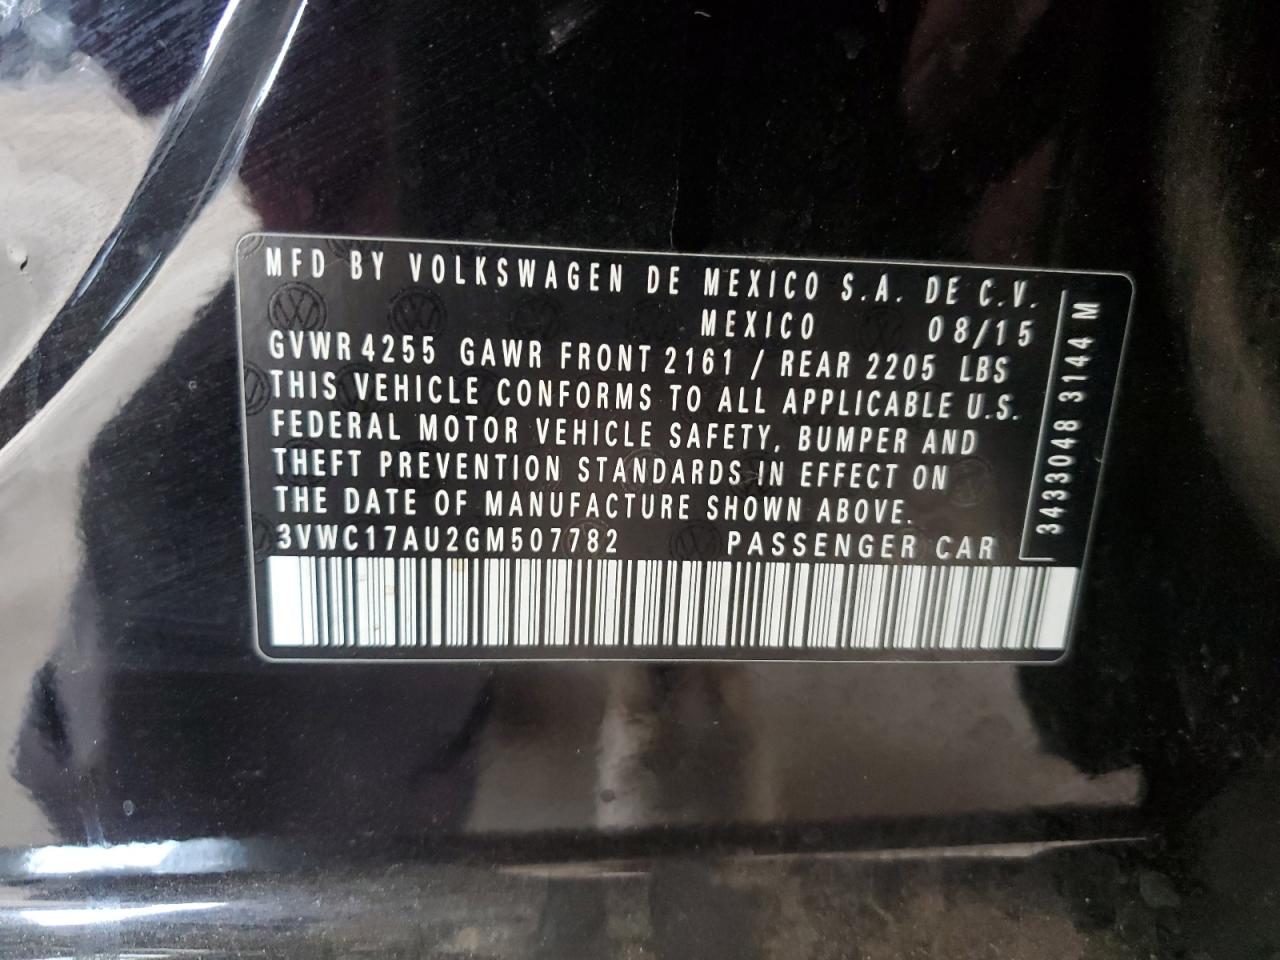 MFD BY VOLKSWAGEN DE MEXICO S.A. DE C.V.
MEXICO 08/15
GVWR 4255 GAWR FRONT 2161 / REAR 2205 LBS
THIS VEHICLE CONFORMS TO ALL APPLICABLE U.S.
FEDERAL MOTOR VEHICLE SAFETY, BUMPER AND
THEFT PREVENTION STANDARDS IN EFFECT ON
THE DATE OF MANUFACTURE SHOWN ABOVE.
3VWC17AU2GM507782 PASSENGER CAR
3433048 3144 M